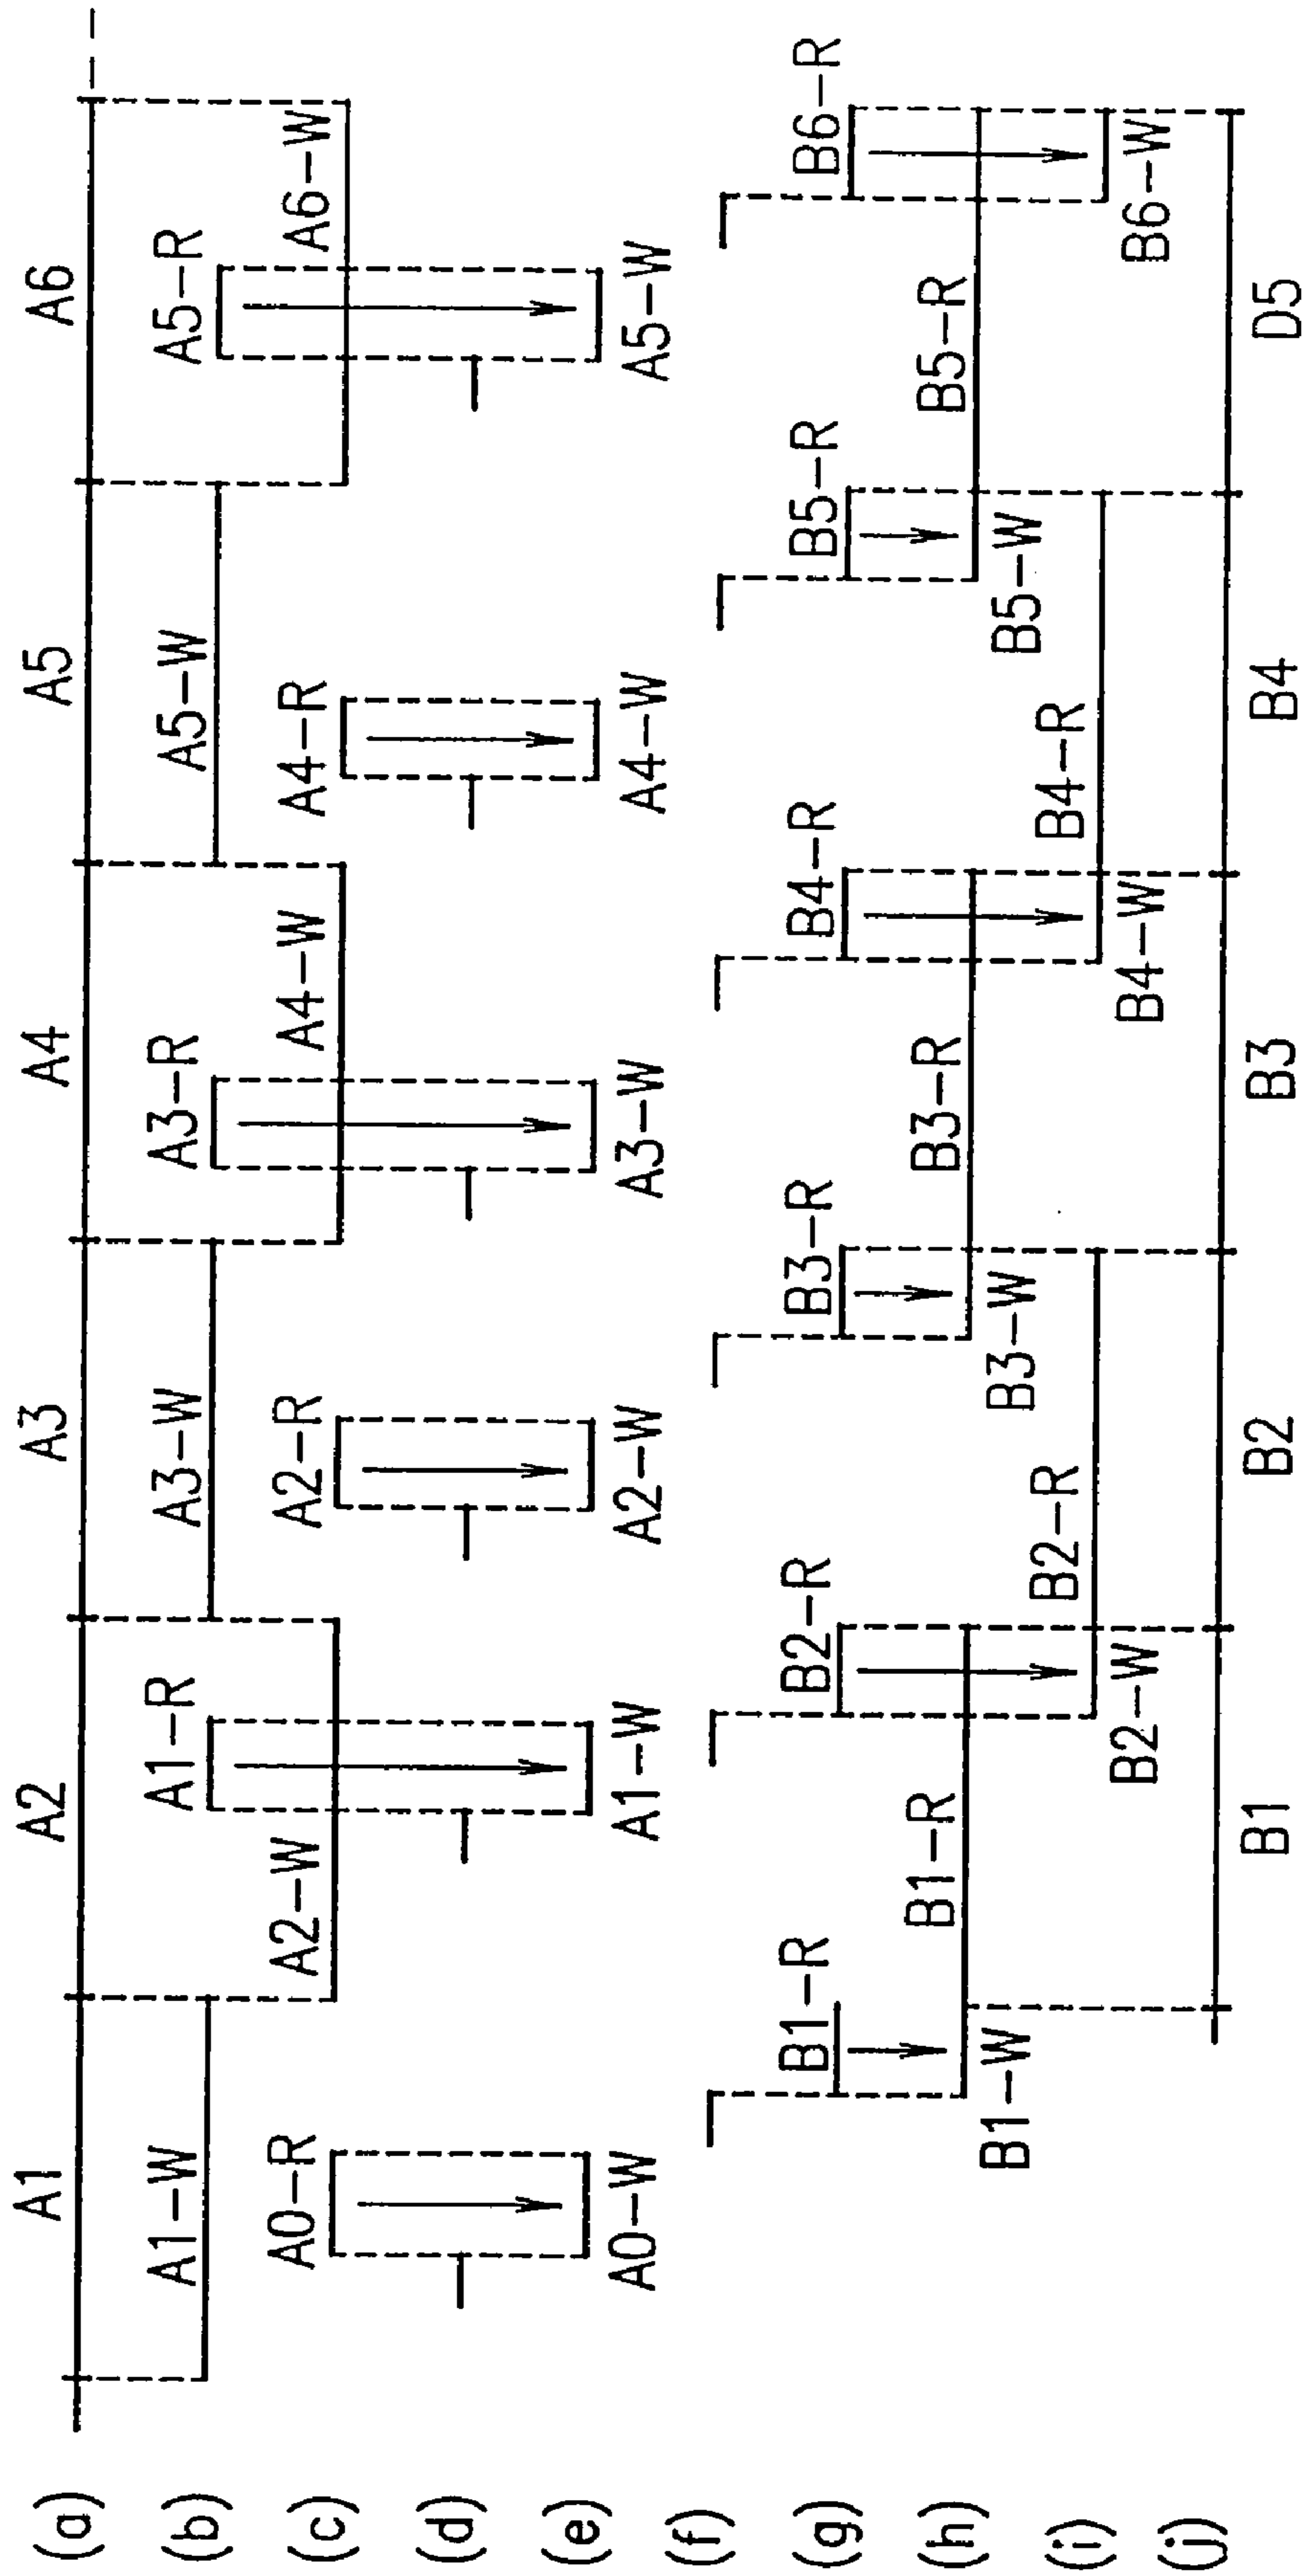 (a) A1 A2 A3 A4 A5 A6
(b) A1-W A1-R A3-W A3-R A5-W A5-R
(c) A0-R A2-W A2-R A4-W A4-R A6-W
(d)
(e) A0-W A1-W A2-W A3-W A4-W A5-W
(f)
(g) B1-R B2-R B3-R B4-R B5-R B6-R
(h) B1-W B1-R B3-W B3-R B5-W B5-R
(i) B2-W B2-R B4-W B4-R B6-W
(j) B1 B2 B3 B4 D5